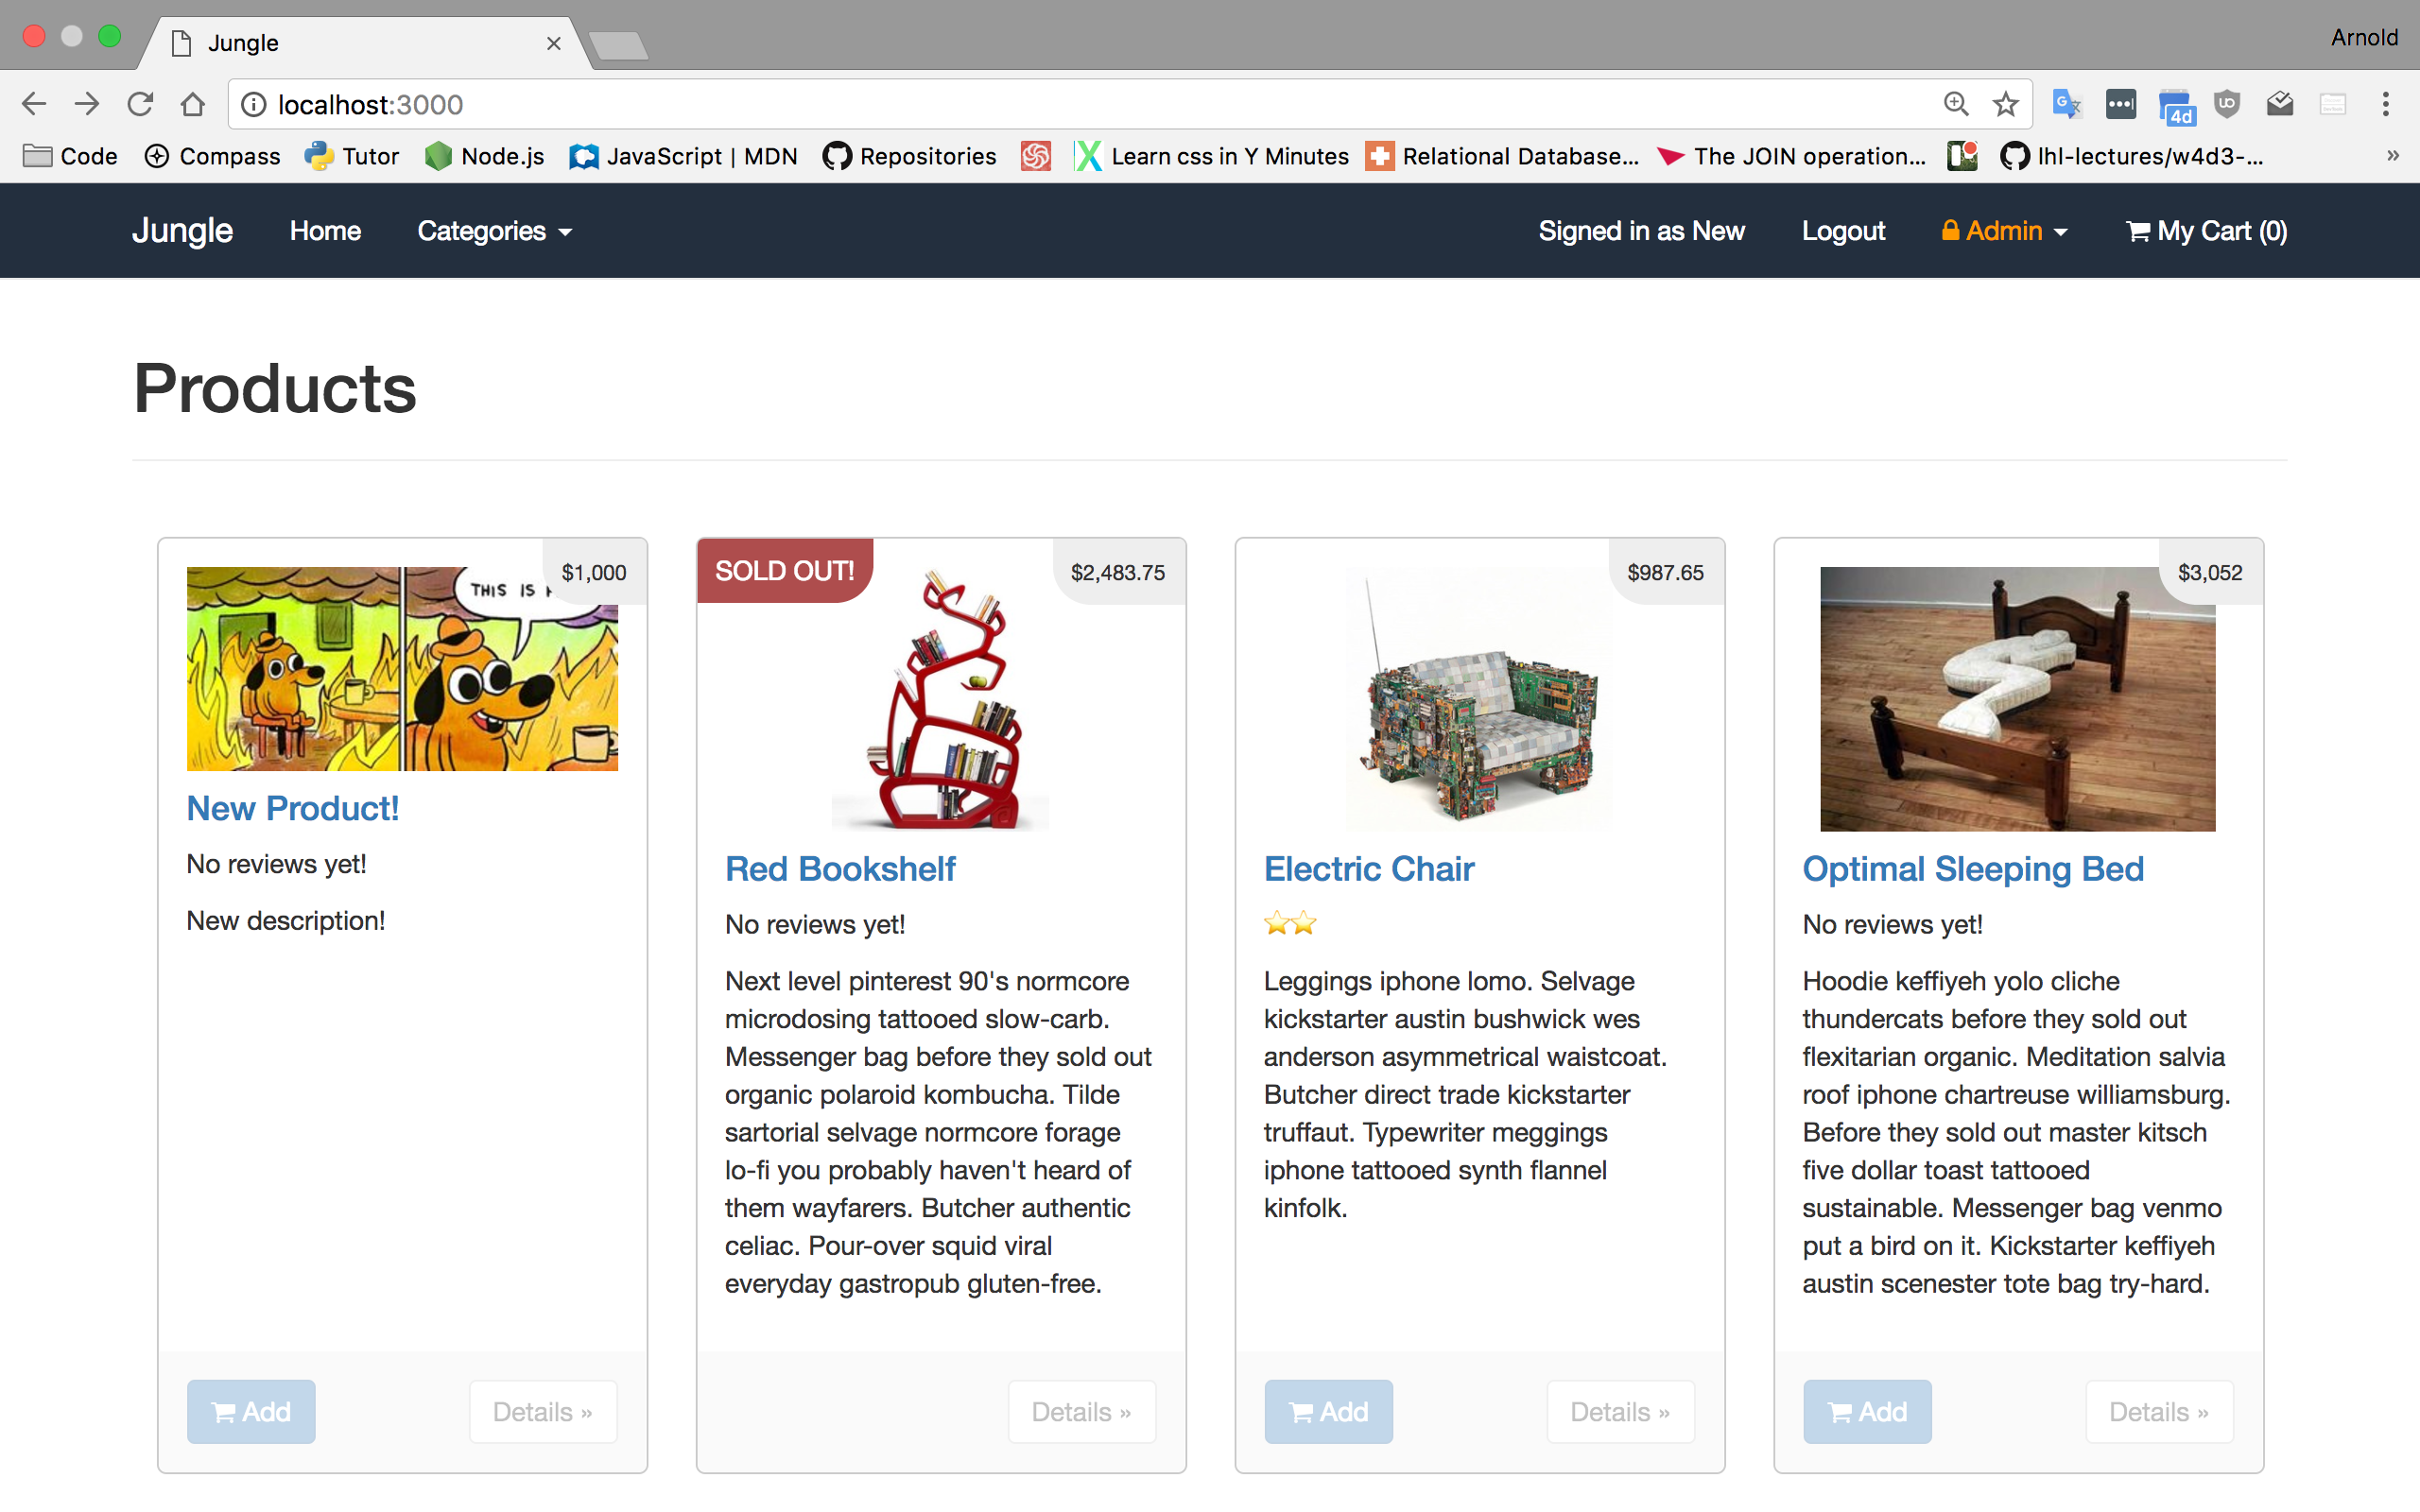 Jungle
Arnold
localhost:3000
4d
Code
Compass
Tutor
Node.js
JavaScript | MDN
Repositories
Learn css in Y Minutes
Relational Database...
The JOIN operation...
lhl-lectures/w4d3-...
»
Jungle
Home
Categories
Signed in as New
Logout
Admin
My Cart (0)
Products
$1,000
THIS IS
New Product!
No reviews yet!
New description!
Add
Details »
SOLD OUT!
$2,483.75
Red Bookshelf
No reviews yet!
Next level pinterest 90's normcore
microdosing tattooed slow-carb.
Messenger bag before they sold out
organic polaroid kombucha. Tilde
sartorial selvage normcore forage
lo-fi you probably haven't heard of
them wayfarers. Butcher authentic
celiac. Pour-over squid viral
everyday gastropub gluten-free.
Details »
$987.65
Electric Chair
Leggings iphone lomo. Selvage
kickstarter austin bushwick wes
anderson asymmetrical waistcoat.
Butcher direct trade kickstarter
truffaut. Typewriter meggings
iphone tattooed synth flannel
kinfolk.
Add
Details »
$3,052
Optimal Sleeping Bed
No reviews yet!
Hoodie keffiyeh yolo cliche
thundercats before they sold out
flexitarian organic. Meditation salvia
roof iphone chartreuse williamsburg.
Before they sold out master kitsch
five dollar toast tattooed
sustainable. Messenger bag venmo
put a bird on it. Kickstarter keffiyeh
austin scenester tote bag try-hard.
Add
Details »